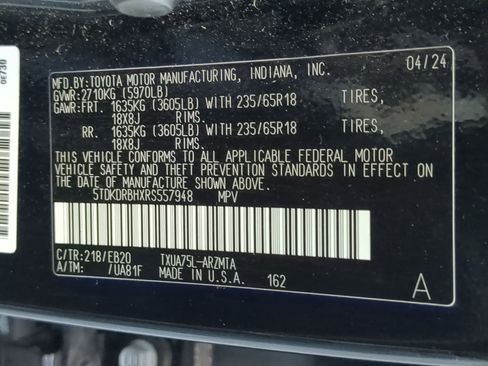 MFD.BY:TOYOTA MOTOR MANUFACTURING, INDIANA, INC. 04/24
GVWR:2710KG (5970LB)
GAWR:FRT. 1635KG (3605LB) WITH 235/65R18 TIRES,
18X8J RIMS.
RR. 1635KG (3605LB) WITH 235/65R18 TIRES,
18X8J RIMS.
THIS VEHICLE CONFORMS TO ALL APPLICABLE FEDERAL MOTOR
VEHICLE SAFETY AND THEFT PREVENTION STANDARDS IN EFFECT
ON THE DATE OF MANUFACTURE SHOWN ABOVE.
5TDKDRBHXRS557948 MPV
C/TR:218/EB20 TXUA75L-ARZMTA
A/TM: /UA81F MADE IN U.S.A. 162
A
0E730